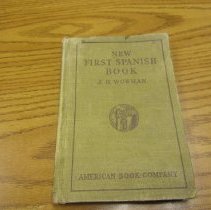 NEW
FIRST SPANISH
BOOK
J. H. WORMAN
AMERICAN BOOK COMPANY